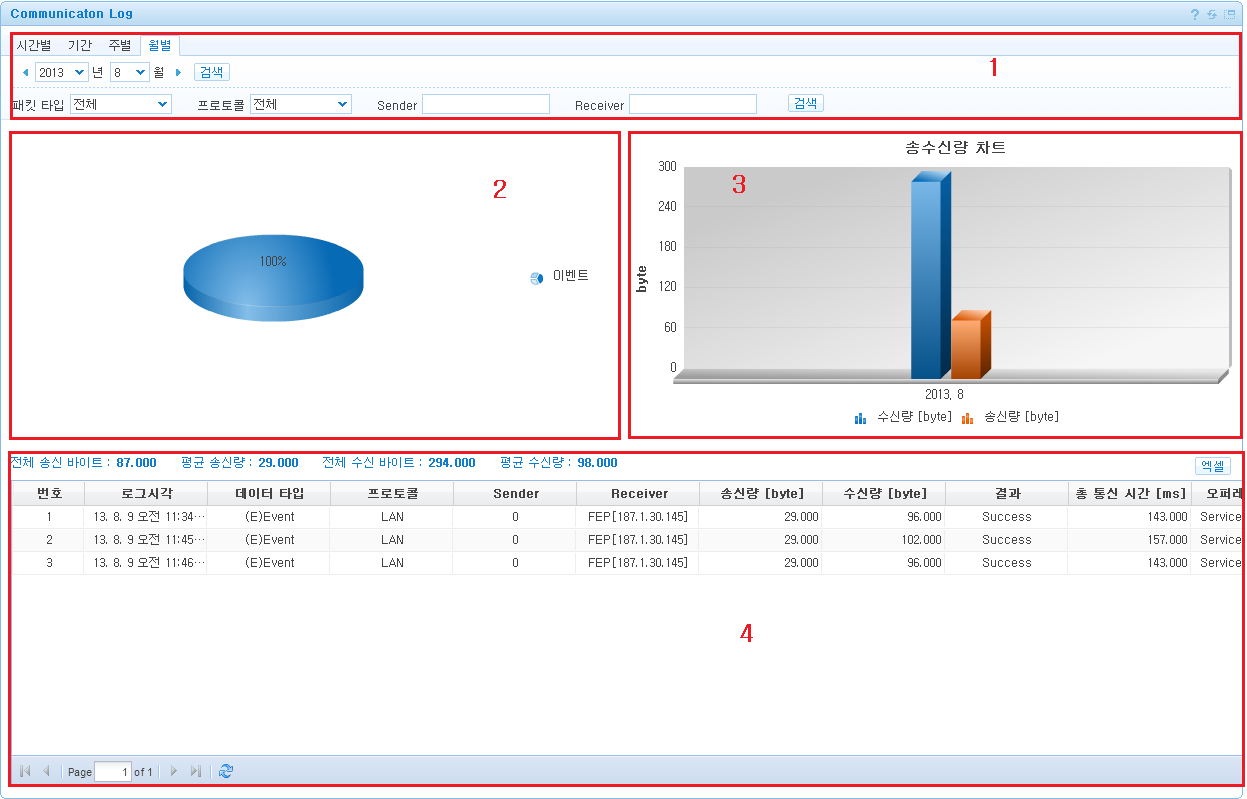 Communicaton Log
시간별 기간 주별 월별
2013 년 8 월 검색
패킷 타입 전체 프로토콜 전체 Sender Receiver 검색
1
2
100%
이벤트
송수신량 차트
3
300
240
180
120
60
0
byte
2013, 8
수신량 [byte] 송신량 [byte]
전체 송신 바이트 : 87.000 평균 송신량 : 29.000 전체 수신 바이트 : 294.000 평균 수신량 : 98.000 엑셀
번호 로그시각 데이터 타입 프로토콜 Sender Receiver 송신량 [byte] 수신량 [byte] 결과 총 통신 시간 [ms] 오퍼레
1 13. 8. 9 오전 11:34··· (E)Event LAN 0 FEP[187.1.30.145] 29.000 96.000 Success 143.000 Service
2 13. 8. 9 오전 11:45··· (E)Event LAN 0 FEP[187.1.30.145] 29.000 102.000 Success 157.000 Service
3 13. 8. 9 오전 11:46··· (E)Event LAN 0 FEP[187.1.30.145] 29.000 96.000 Success 143.000 Service
4
Page 1 of 1